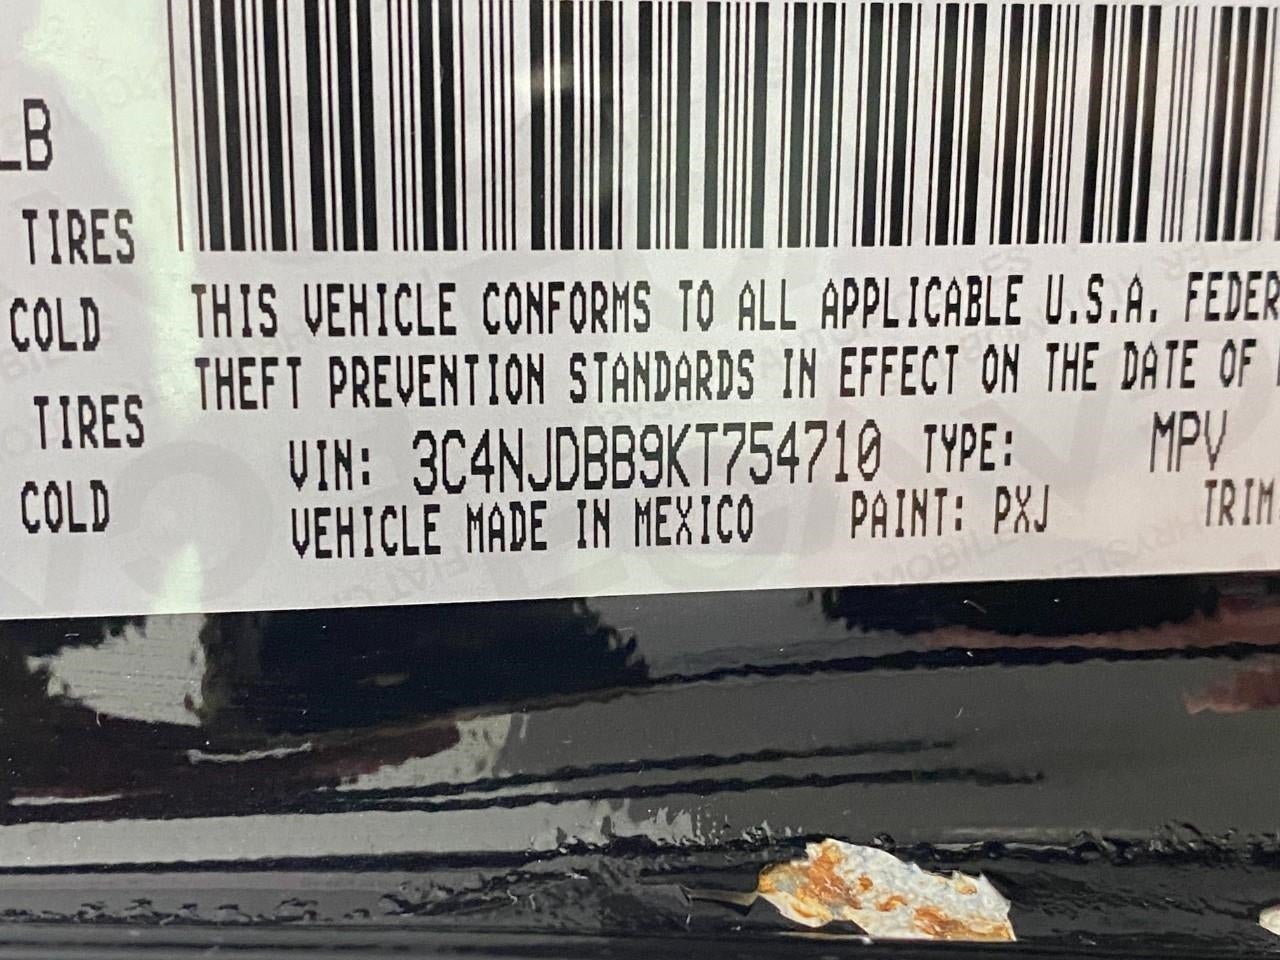 LB
TIRES
COLD
TIRES
COLD
THIS VEHICLE CONFORMS TO ALL APPLICABLE U.S.A. FEDER
THEFT PREVENTION STANDARDS IN EFFECT ON THE DATE OF
VIN: 3C4NJDBB9KT754710 TYPE: MPV
VEHICLE MADE IN MEXICO PAINT: PXJ TRIM